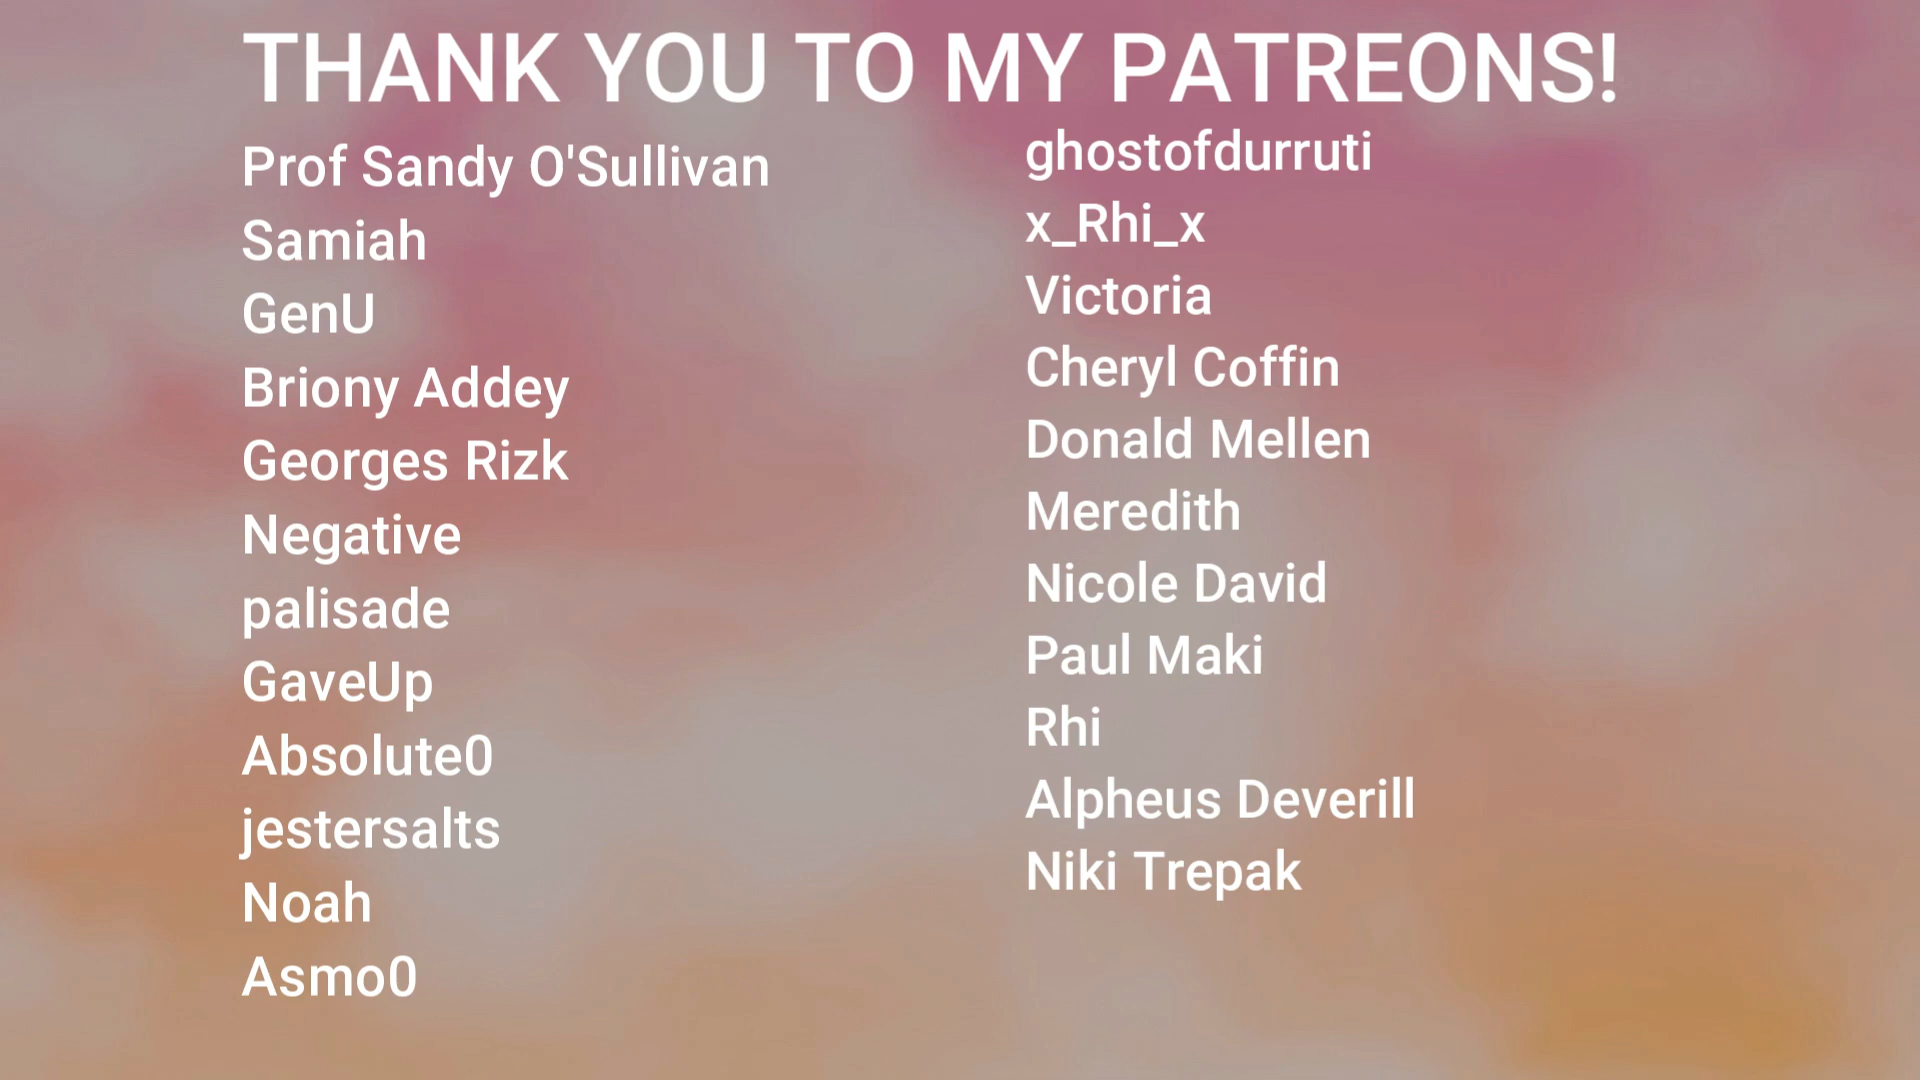 THANK YOU TO MY PATREONS!
Prof Sandy O'Sullivan
Samiah
GenU
Briony Addey
Georges Rizk
Negative
palisade
GaveUp
Absolute0
jestersalts
Noah
Asmo0
ghostofdurruti
x_Rhi_x
Victoria
Cheryl Coffin
Donald Mellen
Meredith
Nicole David
Paul Maki
Rhi
Alpheus Deverill
Niki Trepak